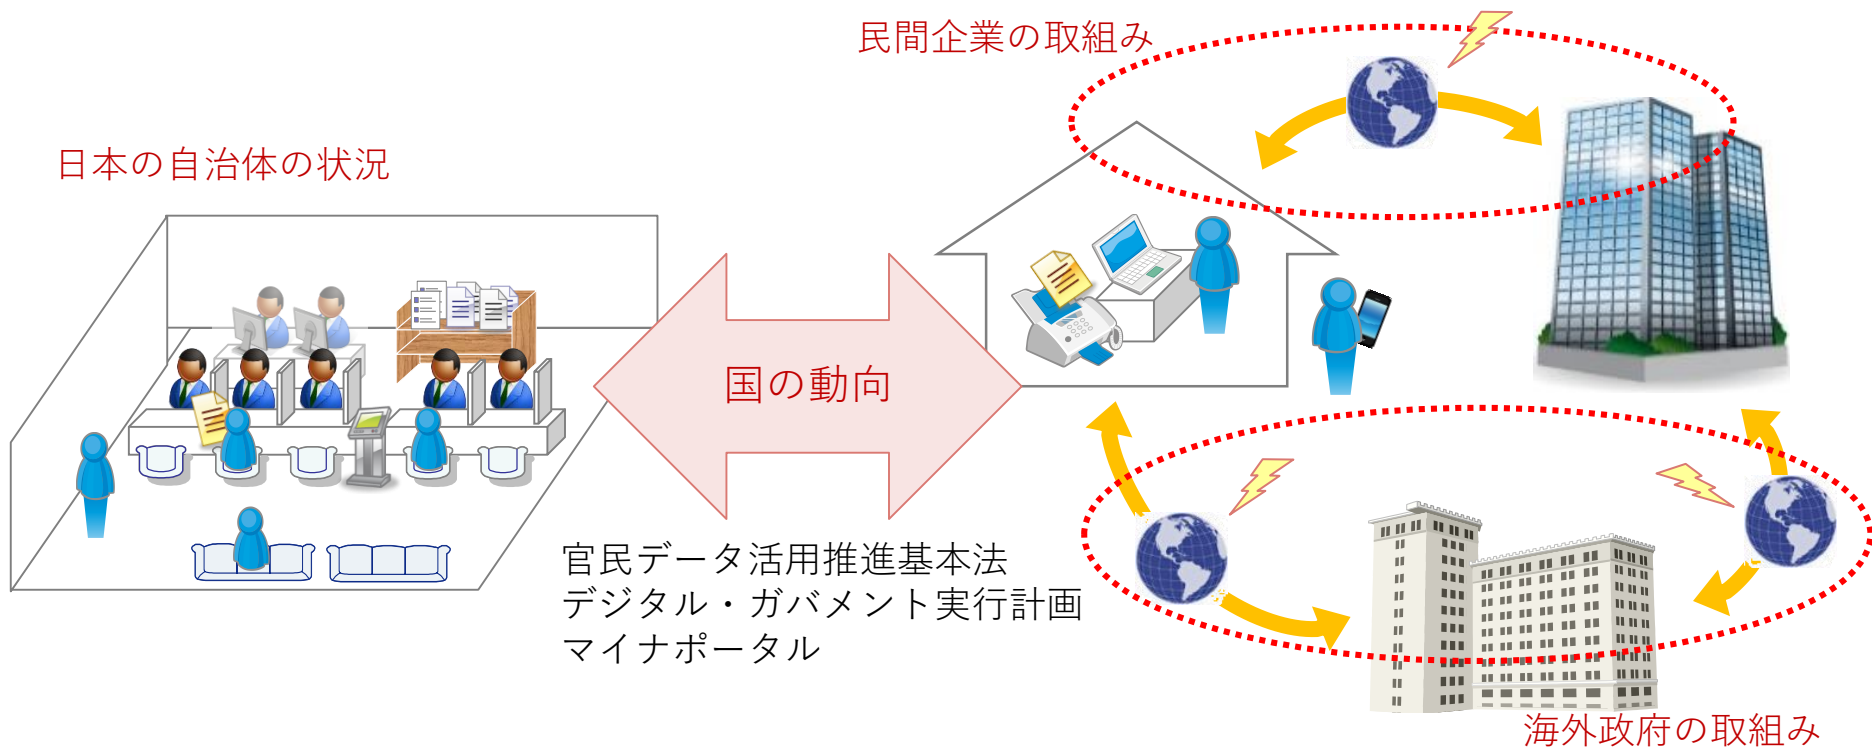 民間企業の取組み
日本の自治体の状況
国の動向
官民データ活用推進基本法
デジタル・ガバメント実行計画
マイナポータル
海外政府の取組み